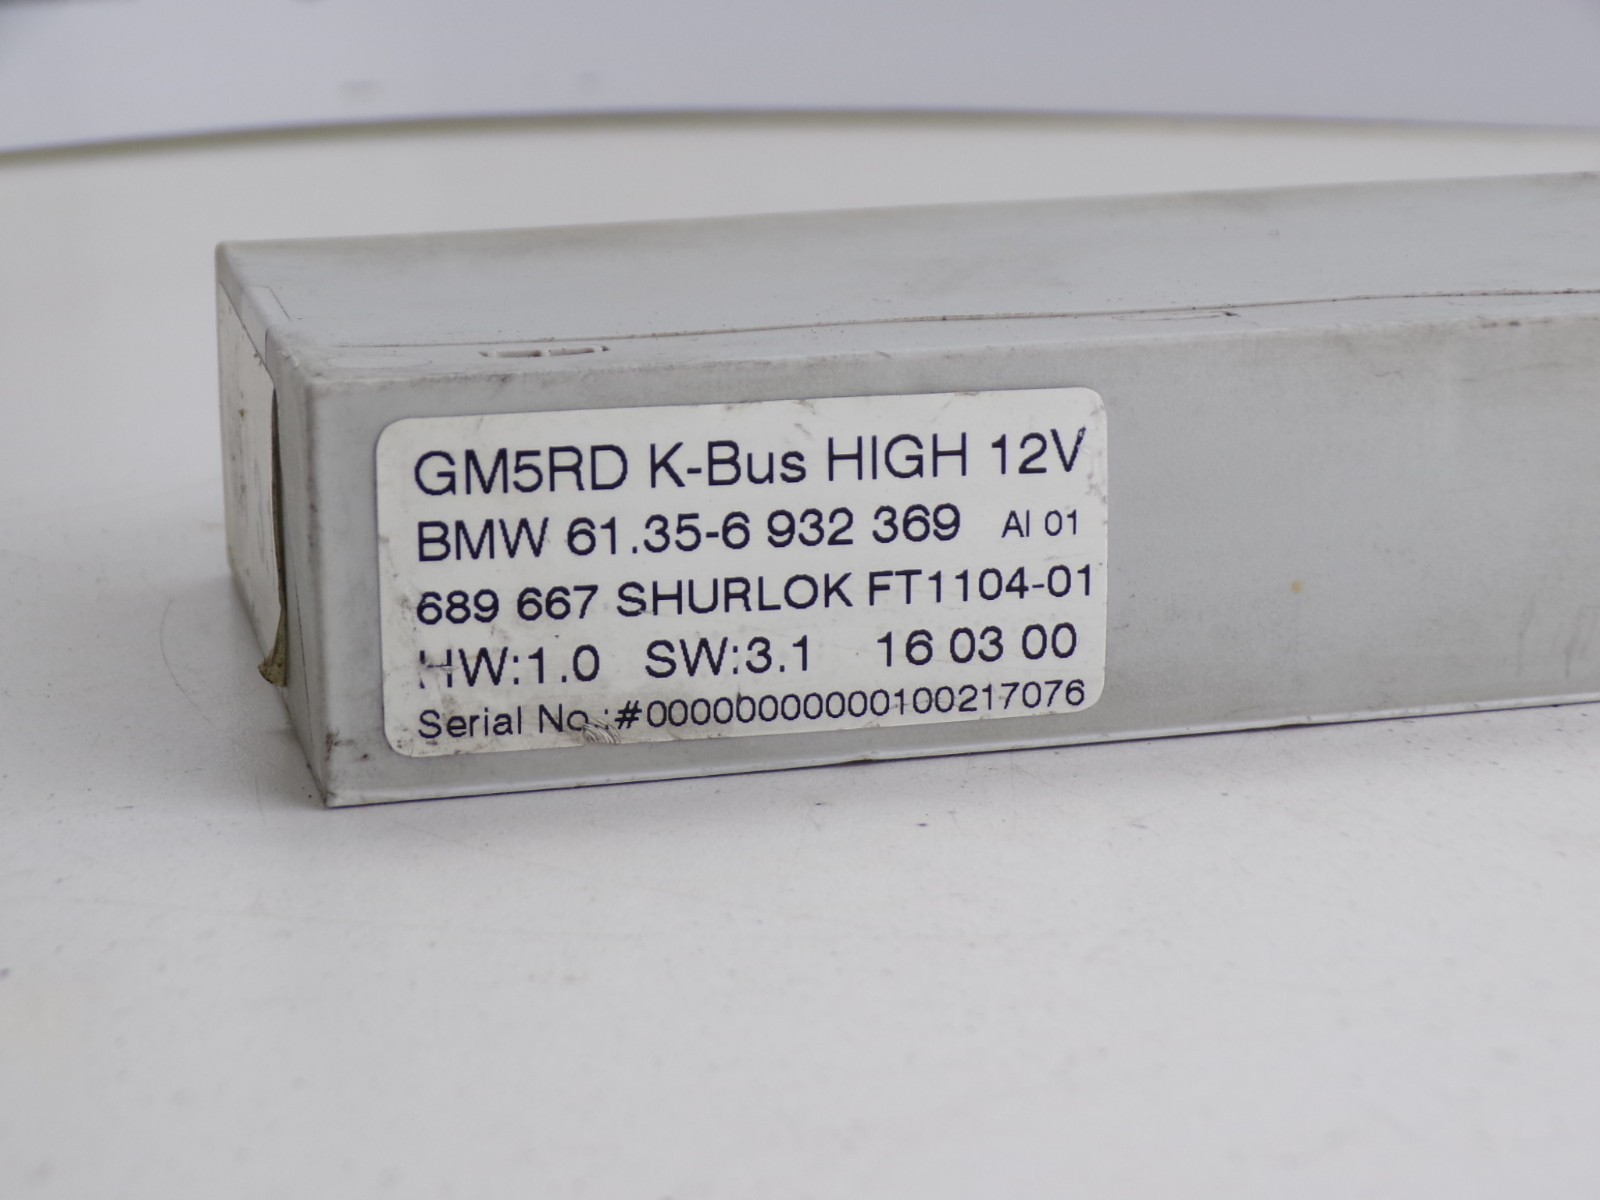 GM5RD K-Bus HIGH 12V
BMW 61.35-6 932 369 AI 01
689 667 SHURLOK FT1104-01
HW:1.0 SW:3.1 16 03 00
Serial No.:#00000000000100217076